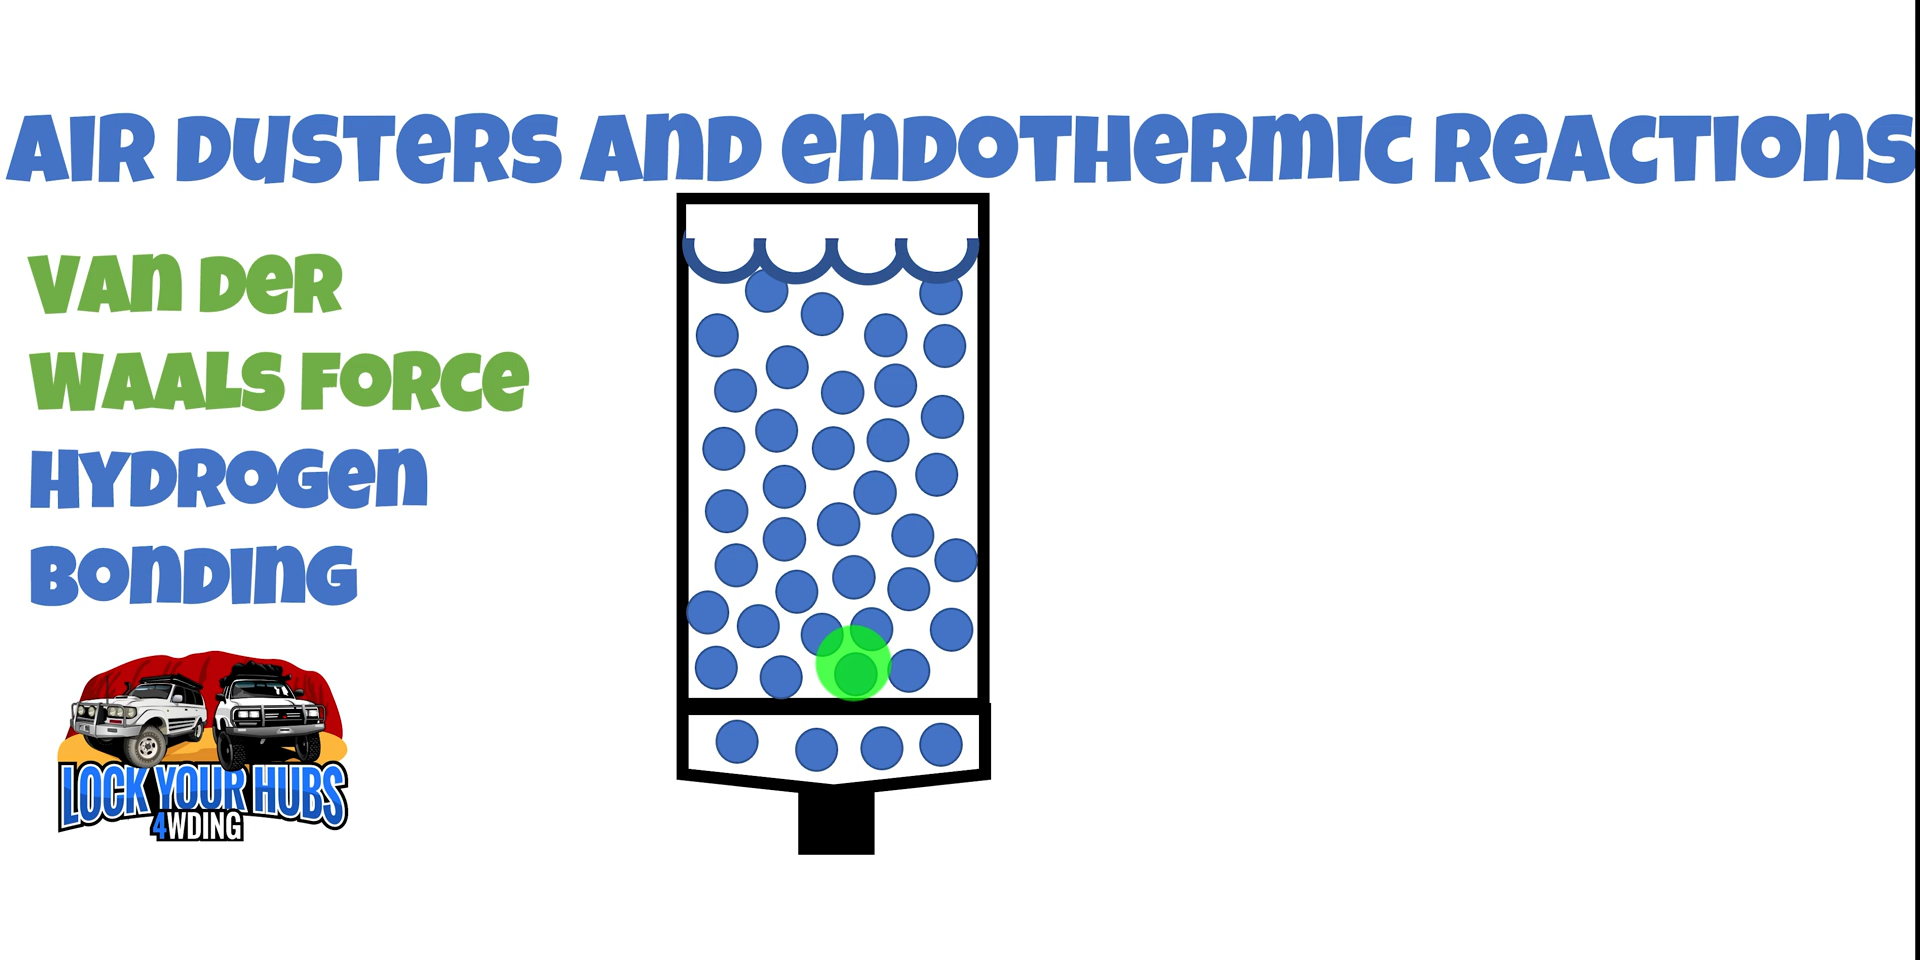 Air Dusters and Endothermic Reactions
Van der
Waals Force
Hydrogen
Bonding
LOCK YOUR HUBS
4WDING